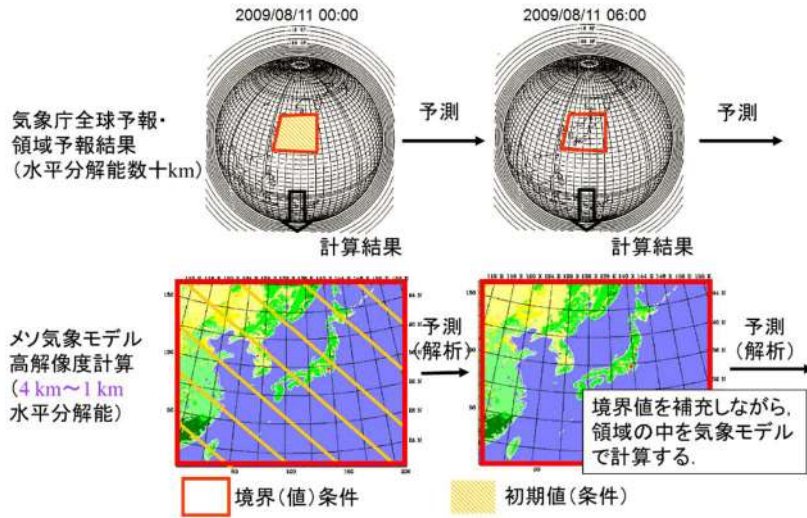 2009/08/11 00:00
2009/08/11 06:00
気象庁全球予報・
領域予報結果
（水平分解能数十km）
予測
予測
計算結果
計算結果
メソ気象モデル
高解像度計算
（4 km～1 km
水平分解能）
予測
（解析）
予測
（解析）
境界値を補充しながら,
領域の中を気象モデル
で計算する.
境界（値）条件
初期値（条件）